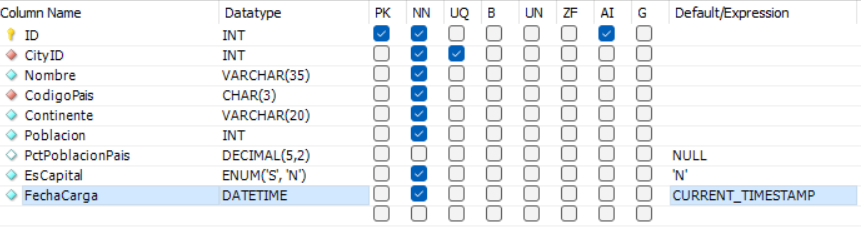 Column Name Datatype PK NN UQ B UN ZF AI G Default/Expression
ID INT
CityID INT
Nombre VARCHAR(35)
CodigoPais CHAR(3)
Continente VARCHAR(20)
Poblacion INT
PctPoblacionPais DECIMAL(5,2) NULL
EsCapital ENUM('S', 'N') 'N'
FechaCarga DATETIME CURRENT_TIMESTAMP